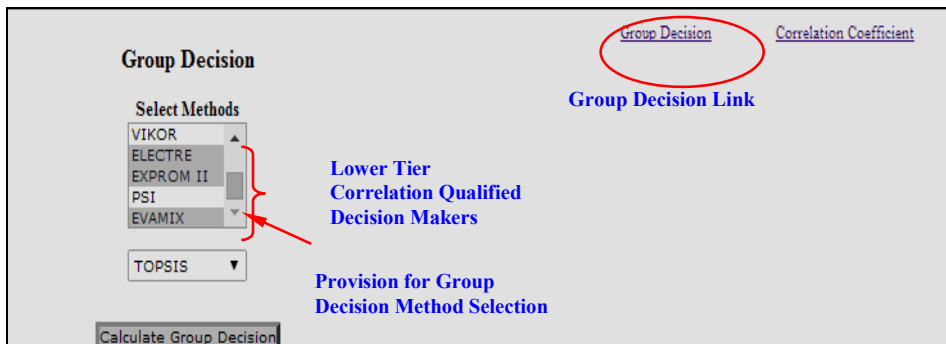 Group Decision
Correlation Coefficient
Group Decision
Group Decision Link
Select Methods
VIKOR
ELECTRE
EXPROM II
PSI
EVAMIX
Lower Tier
Correlation Qualified
Decision Makers
TOPSIS
Provision for Group
Decision Method Selection
Calculate Group Decision